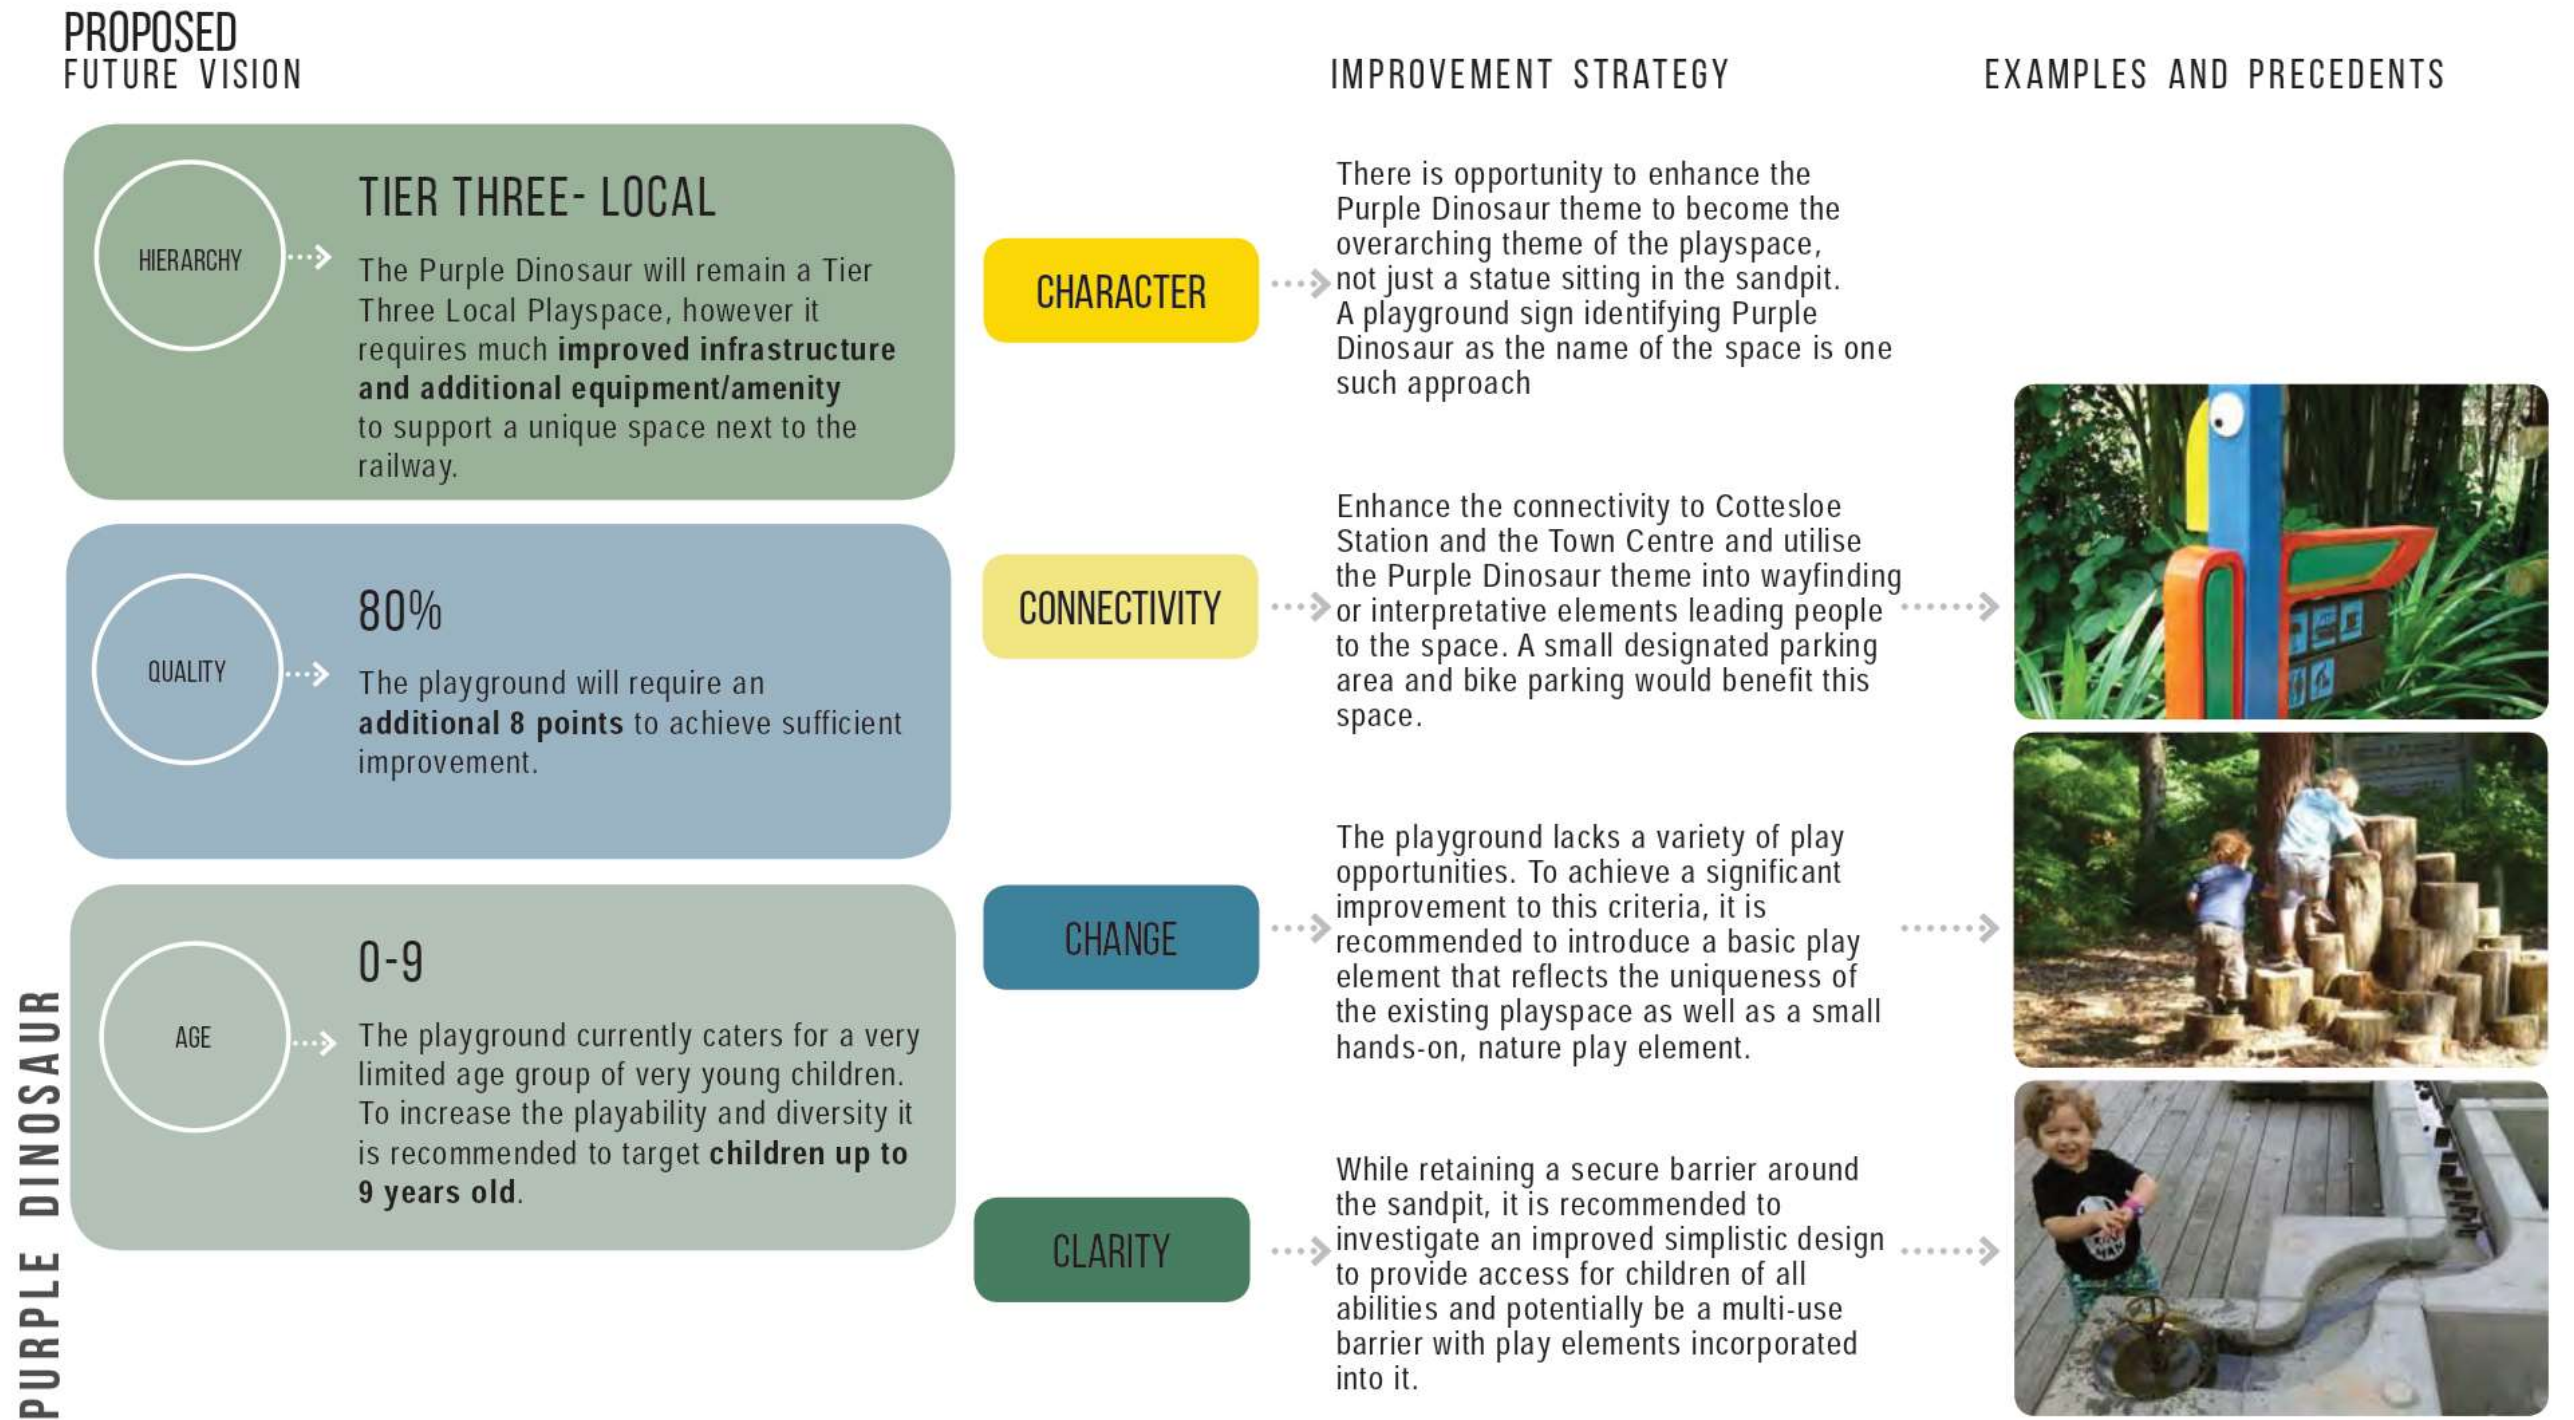 PROPOSED
FUTURE VISION
HIERARCHY
TIER THREE- LOCAL
The Purple Dinosaur will remain a Tier
Three Local Playspace, however it
requires much improved infrastructure
and additional equipment/amenity
to support a unique space next to the
railway.
QUALITY
80%
The playground will require an
additional 8 points to achieve sufficient
improvement.
AGE
0-9
The playground currently caters for a very
limited age group of very young children.
To increase the playability and diversity it
is recommended to target children up to
9 years old.
PURPLE DINOSAUR
IMPROVEMENT STRATEGY
CHARACTER
There is opportunity to enhance the
Purple Dinosaur theme to become the
overarching theme of the playspace,
not just a statue sitting in the sandpit.
A playground sign identifying Purple
Dinosaur as the name of the space is one
such approach
CONNECTIVITY
Enhance the connectivity to Cottesloe
Station and the Town Centre and utilise
the Purple Dinosaur theme into wayfinding
or interpretative elements leading people
to the space. A small designated parking
area and bike parking would benefit this
space.
CHANGE
The playground lacks a variety of play
opportunities. To achieve a significant
improvement to this criteria, it is
recommended to introduce a basic play
element that reflects the uniqueness of
the existing playspace as well as a small
hands-on, nature play element.
CLARITY
While retaining a secure barrier around
the sandpit, it is recommended to
investigate an improved simplistic design
to provide access for children of all
abilities and potentially be a multi-use
barrier with play elements incorporated
into it.
EXAMPLES AND PRECEDENTS